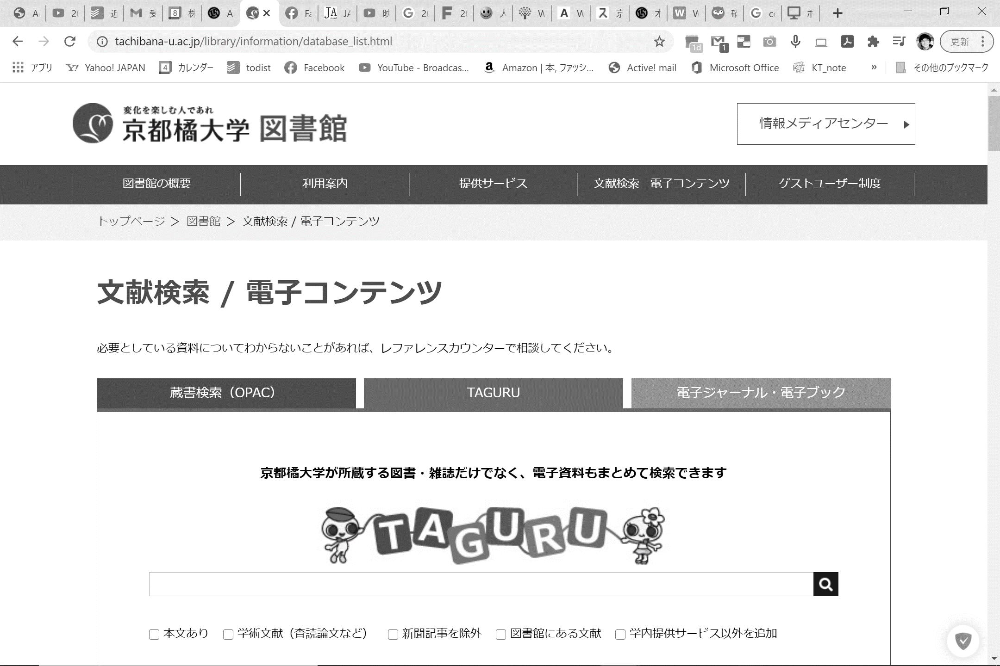 tachibana-u.ac.jp/library/information/database_list.html
1d
1
更新
アプリ
Yahoo! JAPAN
4
カレンダー
todist
Facebook
YouTube - Broadcas...
Amazon | 本, ファッシ...
Active! mail
Microsoft Office
KT_note
»
その他のブックマーク
変化を楽しむ人であれ
京都橘大学 図書館
情報メディアセンター
図書館の概要
利用案内
提供サービス
文献検索　電子コンテンツ
ゲストユーザー制度
トップページ ＞ 図書館 ＞ 文献検索 / 電子コンテンツ
文献検索 / 電子コンテンツ
必要としている資料についてわからないことがあれば、レファレンスカウンターで相談してください。
蔵書検索（OPAC）
TAGURU
電子ジャーナル・電子ブック
京都橘大学が所蔵する図書・雑誌だけでなく、電子資料もまとめて検索できます
TAGURU
本文あり
学術文献（査読論文など）
新聞記事を除外
図書館にある文献
学内提供サービス以外を追加